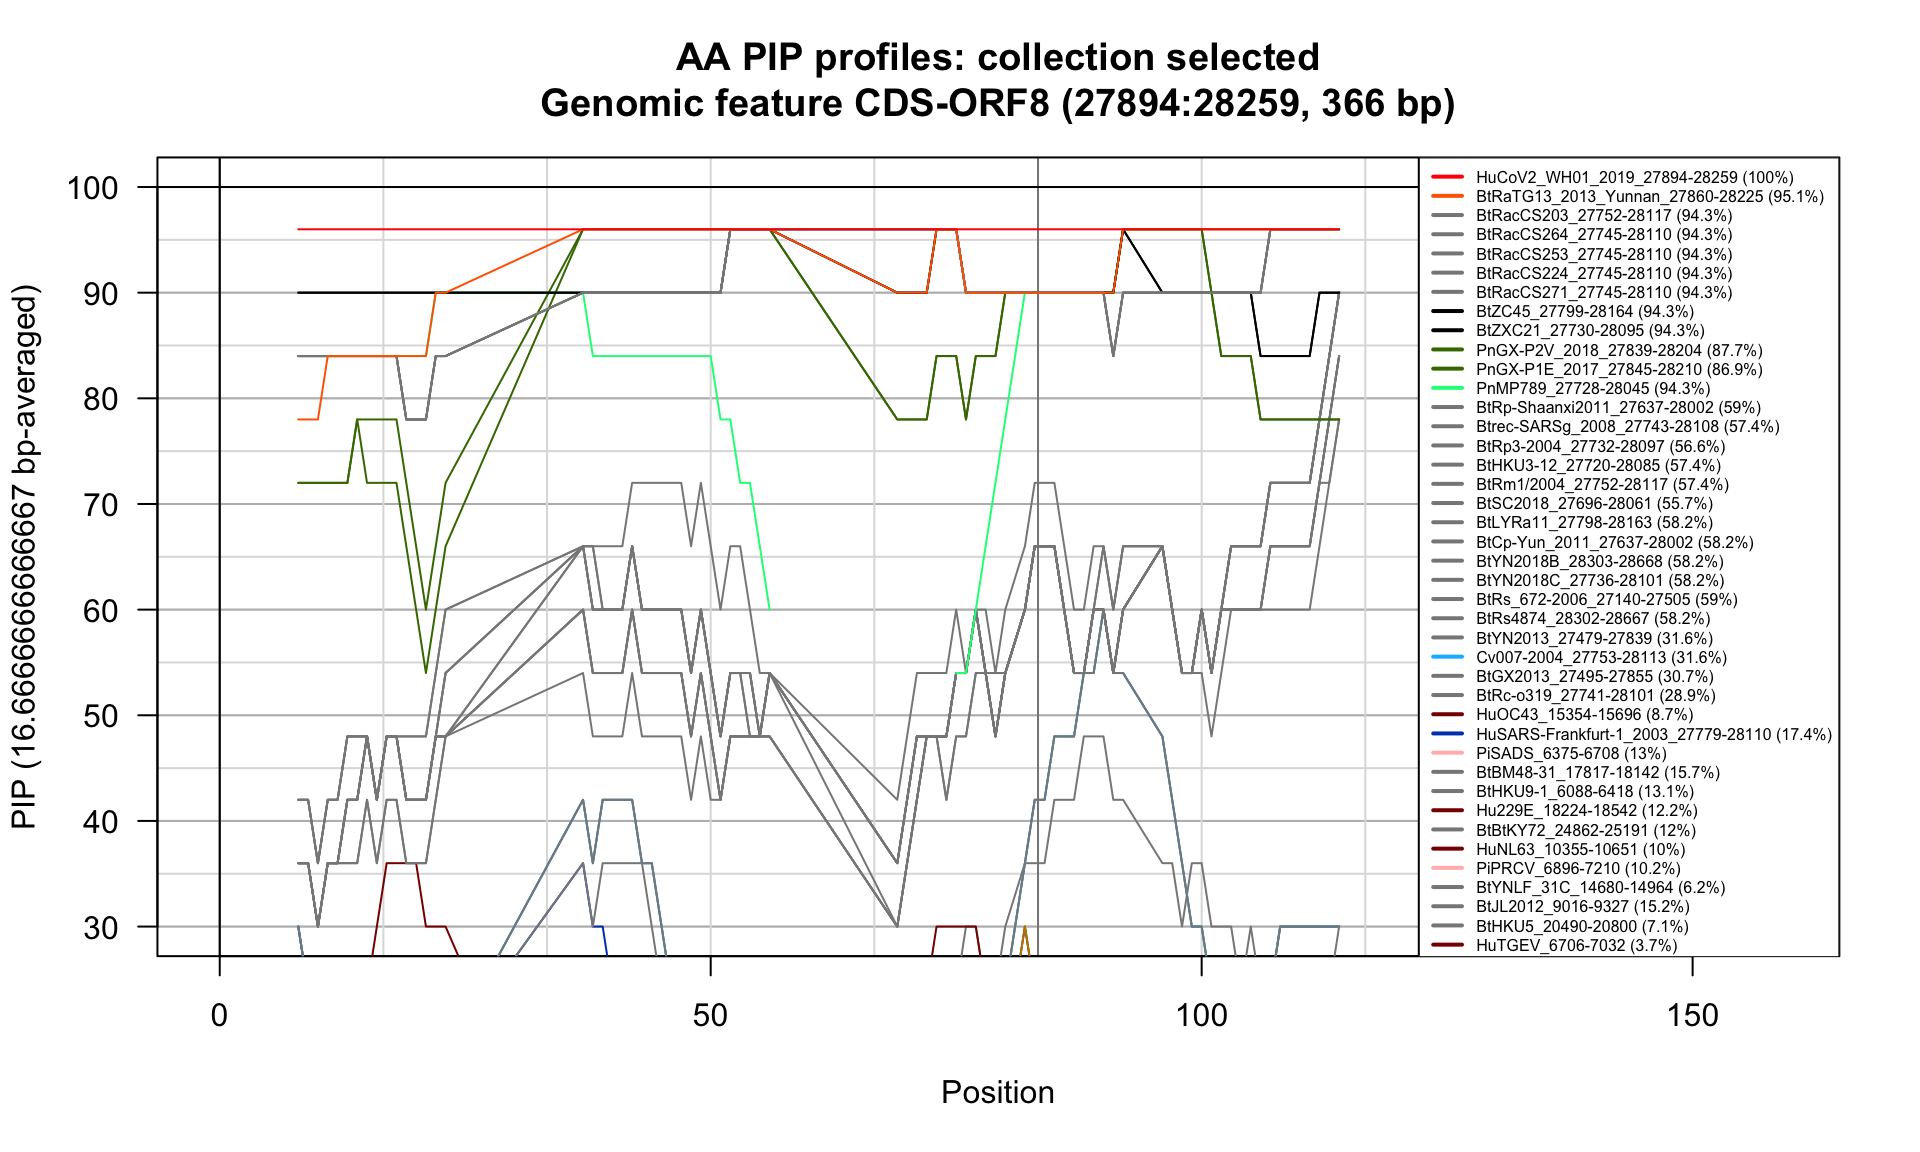 AA PIP profiles: collection selected
Genomic feature CDS-ORF8 (27894:28259, 366 bp)
PIP (16.6666666666667 bp-averaged)
100
90
80
70
60
50
40
30
0
50
100
150
Position
HuCoV2_WH01_2019_27894-28259 (100%)
BtRaTG13_2013_Yunnan_27860-28225 (95.1%)
BtRacCS203_27752-28117 (94.3%)
BtRacCS264_27745-28110 (94.3%)
BtRacCS253_27745-28110 (94.3%)
BtRacCS224_27745-28110 (94.3%)
BtRacCS271_27745-28110 (94.3%)
BtZC45_27799-28164 (94.3%)
BtZXC21_27730-28095 (94.3%)
PnGX-P2V_2018_27839-28204 (87.7%)
PnGX-P1E_2017_27845-28210 (86.9%)
PnMP789_27728-28045 (94.3%)
BtRp-Shaanxi2011_27637-28002 (59%)
Btrec-SARSg_2008_27743-28108 (57.4%)
BtRp3-2004_27732-28097 (56.6%)
BtHKU3-12_27720-28085 (57.4%)
BtRm1/2004_27752-28117 (57.4%)
BtSC2018_27696-28061 (55.7%)
BtLYRa11_27798-28163 (58.2%)
BtCp-Yun_2011_27637-28002 (58.2%)
BtYN2018B_28303-28668 (58.2%)
BtYN2018C_27736-28101 (58.2%)
BtRs_672-2006_27140-27505 (59%)
BtRs4874_28302-28667 (58.2%)
BtYN2013_27479-27839 (31.6%)
Cv007-2004_27753-28113 (31.6%)
BtGX2013_27495-27855 (30.7%)
BtRc-o319_27741-28101 (28.9%)
HuOC43_15354-15696 (8.7%)
HuSARS-Frankfurt-1_2003_27779-28110 (17.4%)
PiSADS_6375-6708 (13%)
BtBM48-31_17817-18142 (15.7%)
BtHKU9-1_6088-6418 (13.1%)
Hu229E_18224-18542 (12.2%)
BtBtKY72_24862-25191 (12%)
HuNL63_10355-10651 (10%)
PiPRCV_6896-7210 (10.2%)
BtYNLF_31C_14680-14964 (6.2%)
BtJL2012_9016-9327 (15.2%)
BtHKU5_20490-20800 (7.1%)
HuTGEV_6706-7032 (3.7%)